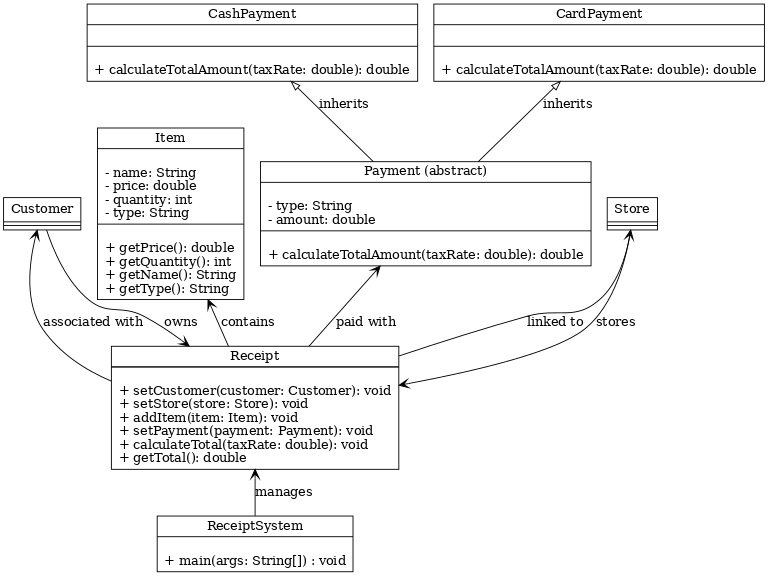 CashPayment
+ calculateTotalAmount(taxRate: double): double
CardPayment
+ calculateTotalAmount(taxRate: double): double
inherits
inherits
Item
- name: String
- price: double
- quantity: int
- type: String
+ getPrice(): double
+ getQuantity(): int
+ getName(): String
+ getType(): String
Payment (abstract)
- type: String
- amount: double
+ calculateTotalAmount(taxRate: double): double
Customer
Store
associated with
owns
contains
paid with
linked to
stores
Receipt
+ setCustomer(customer: Customer): void
+ setStore(store: Store): void
+ addItem(item: Item): void
+ setPayment(payment: Payment): void
+ calculateTotal(taxRate: double): void
+ getTotal(): double
manages
ReceiptSystem
+ main(args: String[]) : void